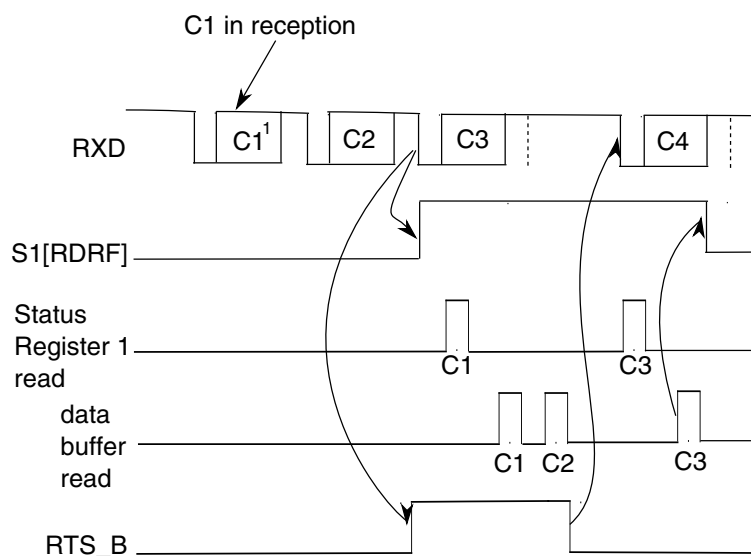 C1 in reception
RXD
C1 1
C2
C3
C4
S1[RDRF]
Status
Register 1
read
C1
C3
data
buffer
read
C1
C2
C3
RTS_B